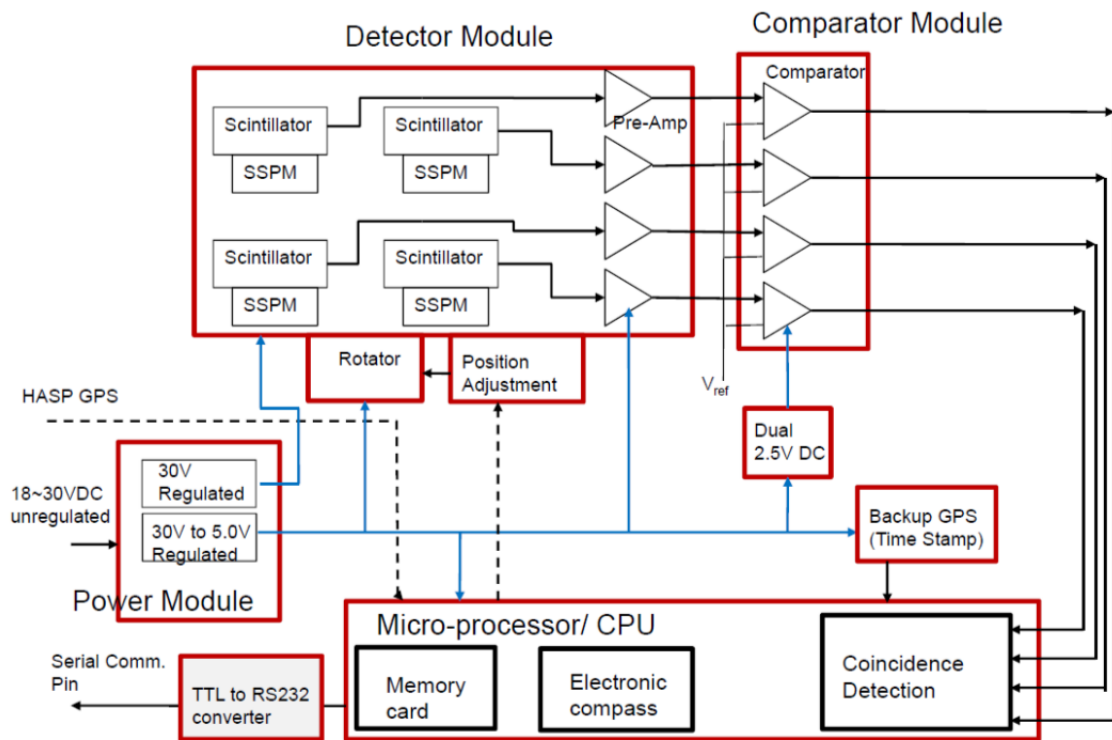 Detector Module
Comparator Module
Comparator
Pre-Amp
Scintillator
SSPM
Scintillator
SSPM
Scintillator
SSPM
Scintillator
SSPM
Rotator
Position
Adjustment
V_ref
HASP GPS
Dual
2.5V DC
18~30VDC
unregulated
30V
Regulated
30V to 5.0V
Regulated
Power Module
Backup GPS
(Time Stamp)
Micro-processor/ CPU
Memory
card
Electronic
compass
Coincidence
Detection
Serial Comm.
Pin
TTL to RS232
converter